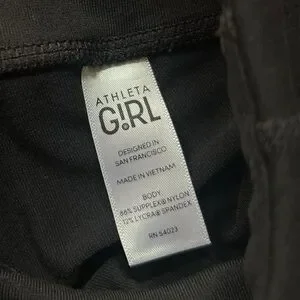 ATHLETA
G!RL
DESIGNED IN
SAN FRANCISCO
MADE IN VIETNAM
BODY
88% SUPPLEX® NYLON
12% LYCRA® SPANDEX
RN 54023